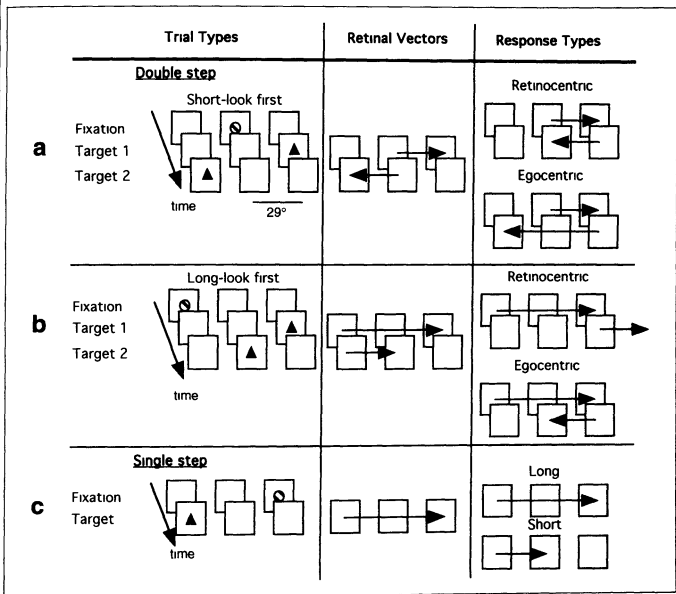 Trial Types Retinal Vectors Response Types
Double step
Short-look first
Retinocentric
a
Fixation
Target 1
Target 2
Egocentric
time
29°
Long-look first
Retinocentric
b
Fixation
Target 1
Target 2
Egocentric
time
Single step
Long
c
Fixation
Target
Short
time